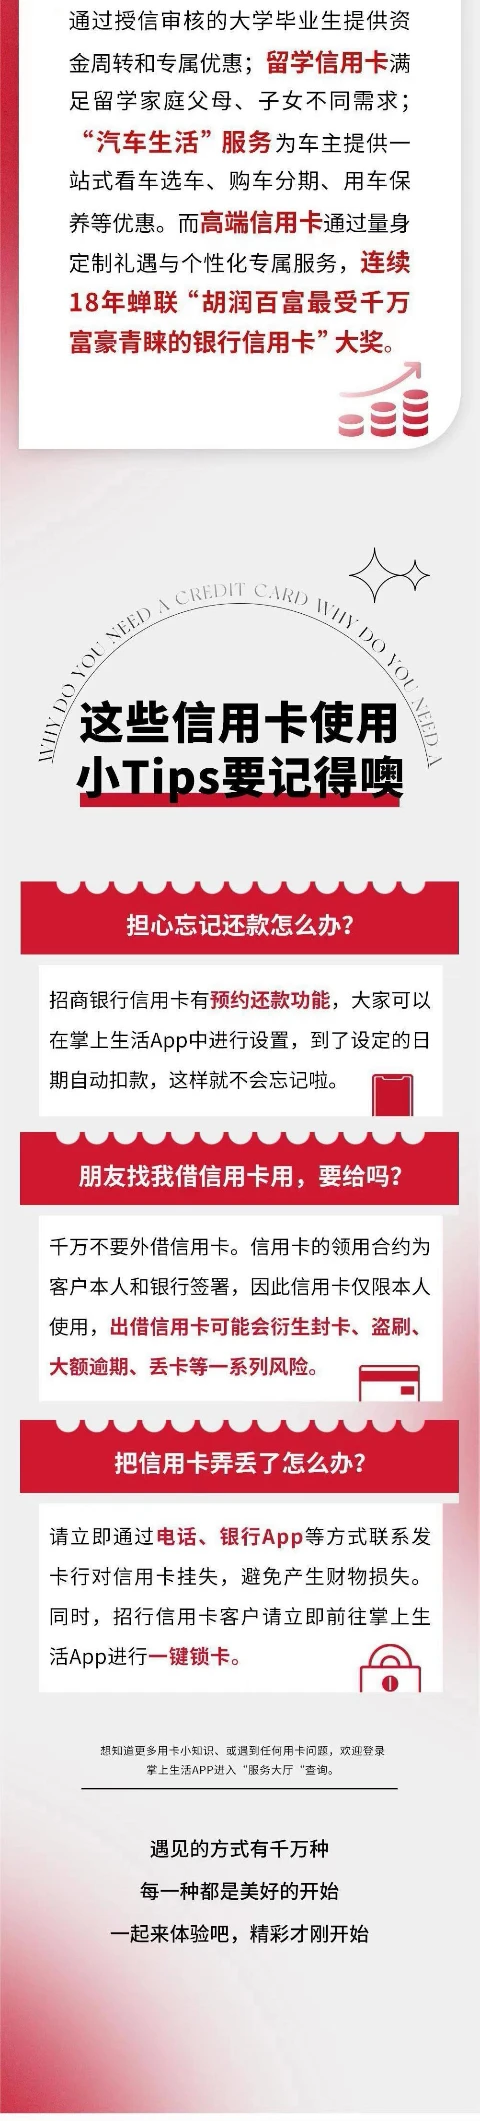 通过授信审核的大学毕业生提供资
金周转和专属优惠；留学信用卡满
足留学家庭父母、子女不同需求；
“汽车生活”服务为车主提供一
站式看车选车、购车分期、用车保
养等优惠。而高端信用卡通过量身
定制礼遇与个性化专属服务，连续
18年蝉联“胡润百富最受千万
富豪青睐的银行信用卡”大奖。
WHY DO YOU NEED A CREDIT CARD WHY DO YOU NEED A
这些信用卡使用
小Tips要记得噢
担心忘记还款怎么办？
招商银行信用卡有预约还款功能，大家可以
在掌上生活App中进行设置，到了设定的日
期自动扣款，这样就不会忘记啦。
朋友找我借信用卡用，要给吗？
千万不要外借信用卡。信用卡的领用合约为
客户本人和银行签署，因此信用卡仅限本人
使用，出借信用卡可能会衍生封卡、盗刷、
大额逾期、丢卡等一系列风险。
把信用卡弄丢了怎么办？
请立即通过电话、银行App等方式联系发
卡行对信用卡挂失，避免产生财物损失。
同时，招行信用卡客户请立即前往掌上生
活App进行一键锁卡。
想知道更多用卡小知识、或遇到任何用卡问题，欢迎登录
掌上生活APP进入“服务大厅“查询。
遇见的方式有千万种
每一种都是美好的开始
一起来体验吧，精彩才刚开始